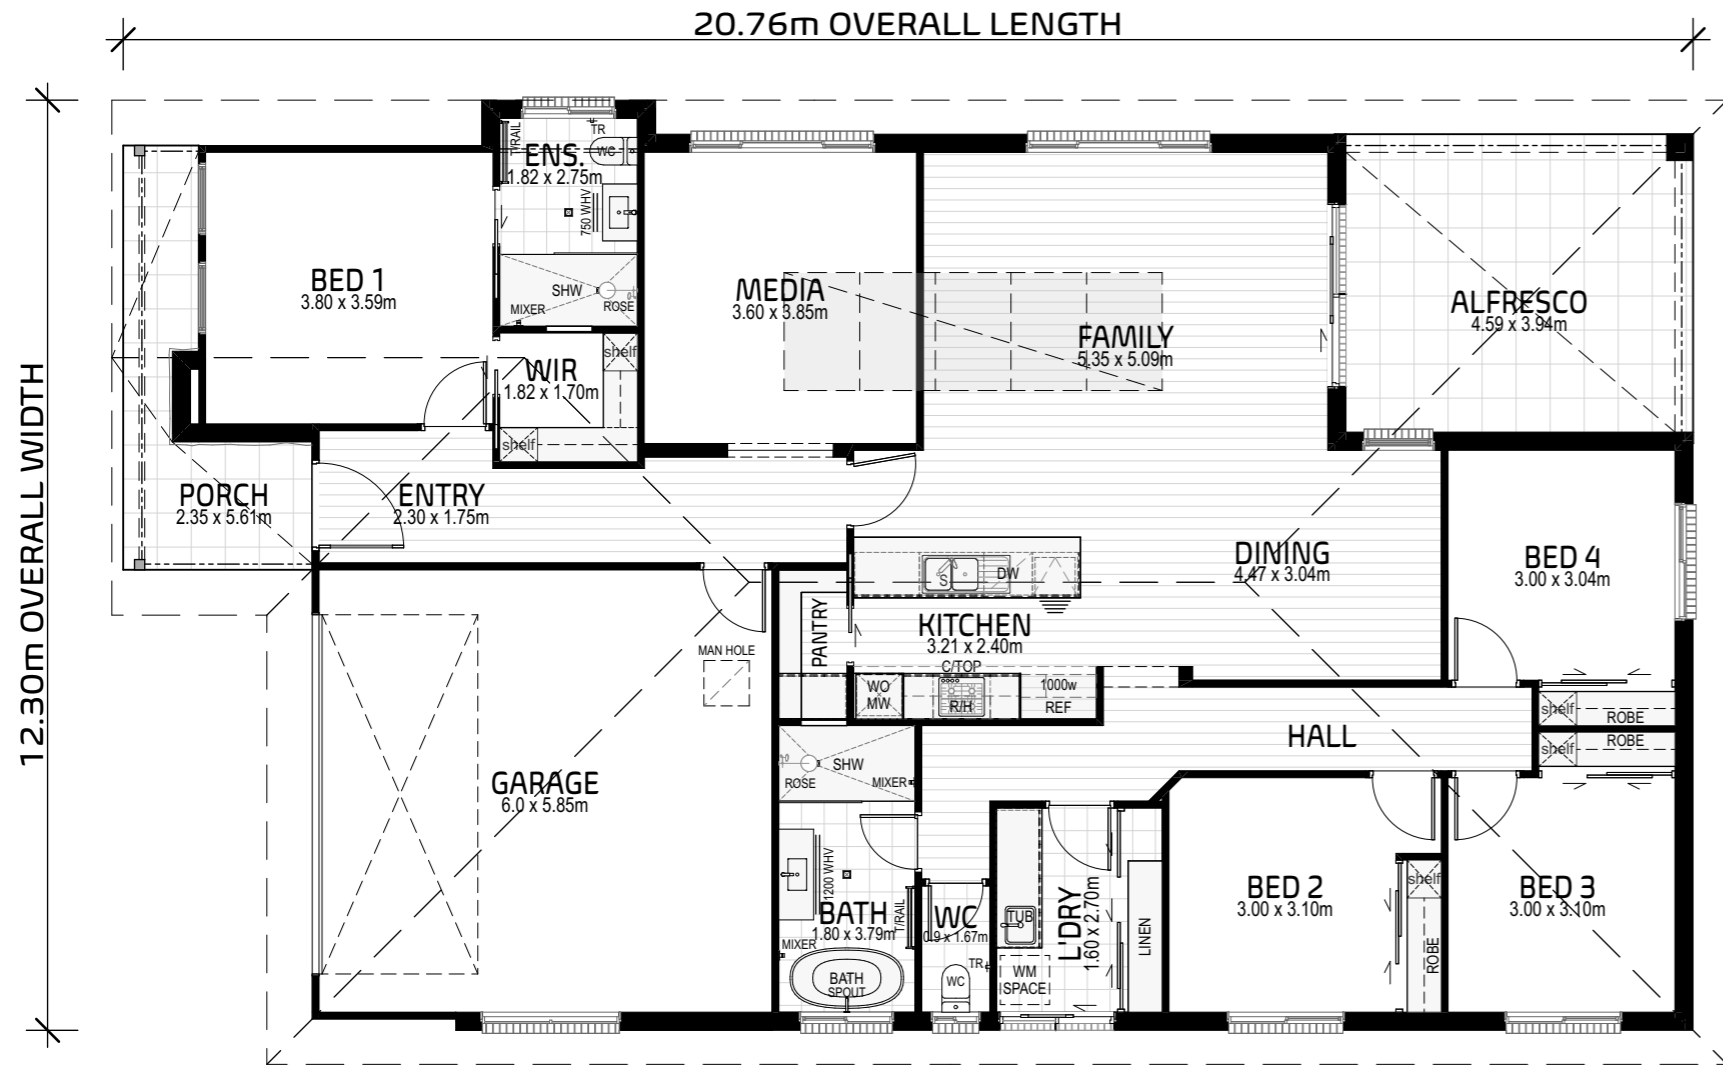 20.76m OVERALL LENGTH
12.30m OVERALL WIDTH
T/RAIL
TR
WC
ENS.
1.82 x 2.75m
750 WHV
SHW
MIXER
ROSE
BED 1
3.80 x 3.59m
MEDIA
3.60 x 3.85m
FAMILY
5.35 x 5.09m
ALFRESCO
4.59 x 3.94m
shelf
WIR
1.82 x 1.70m
shelf
PORCH
2.35 x 5.61m
ENTRY
2.30 x 1.75m
S
DW
DINING
4.47 x 3.04m
BED 4
3.00 x 3.04m
PANTRY
KITCHEN
3.21 x 2.40m
C/TOP
MAN HOLE
WO
MW
R/H
1000w
REF
shelf
ROBE
HALL
shelf
ROBE
GARAGE
6.0 x 5.85m
SHW
ROSE
MIXER
1200 WHV
BATH
1.80 x 3.79m
T/RAIL
MIXER
BATH
SPOUT
WC
0.9 x 1.67m
TR
WC
TUB
WM
SPACE
L'DRY
1.60 x 2.70m
LINEN
BED 2
3.00 x 3.10m
shelf
ROBE
BED 3
3.00 x 3.10m